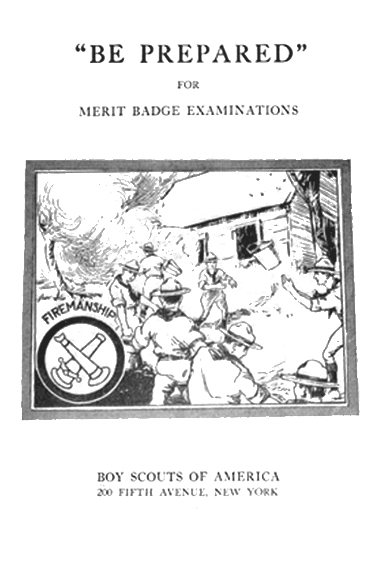 "BE PREPARED"
FOR
MERIT BADGE EXAMINATIONS
FIREMANSHIP
BOY SCOUTS OF AMERICA
200 FIFTH AVENUE, NEW YORK